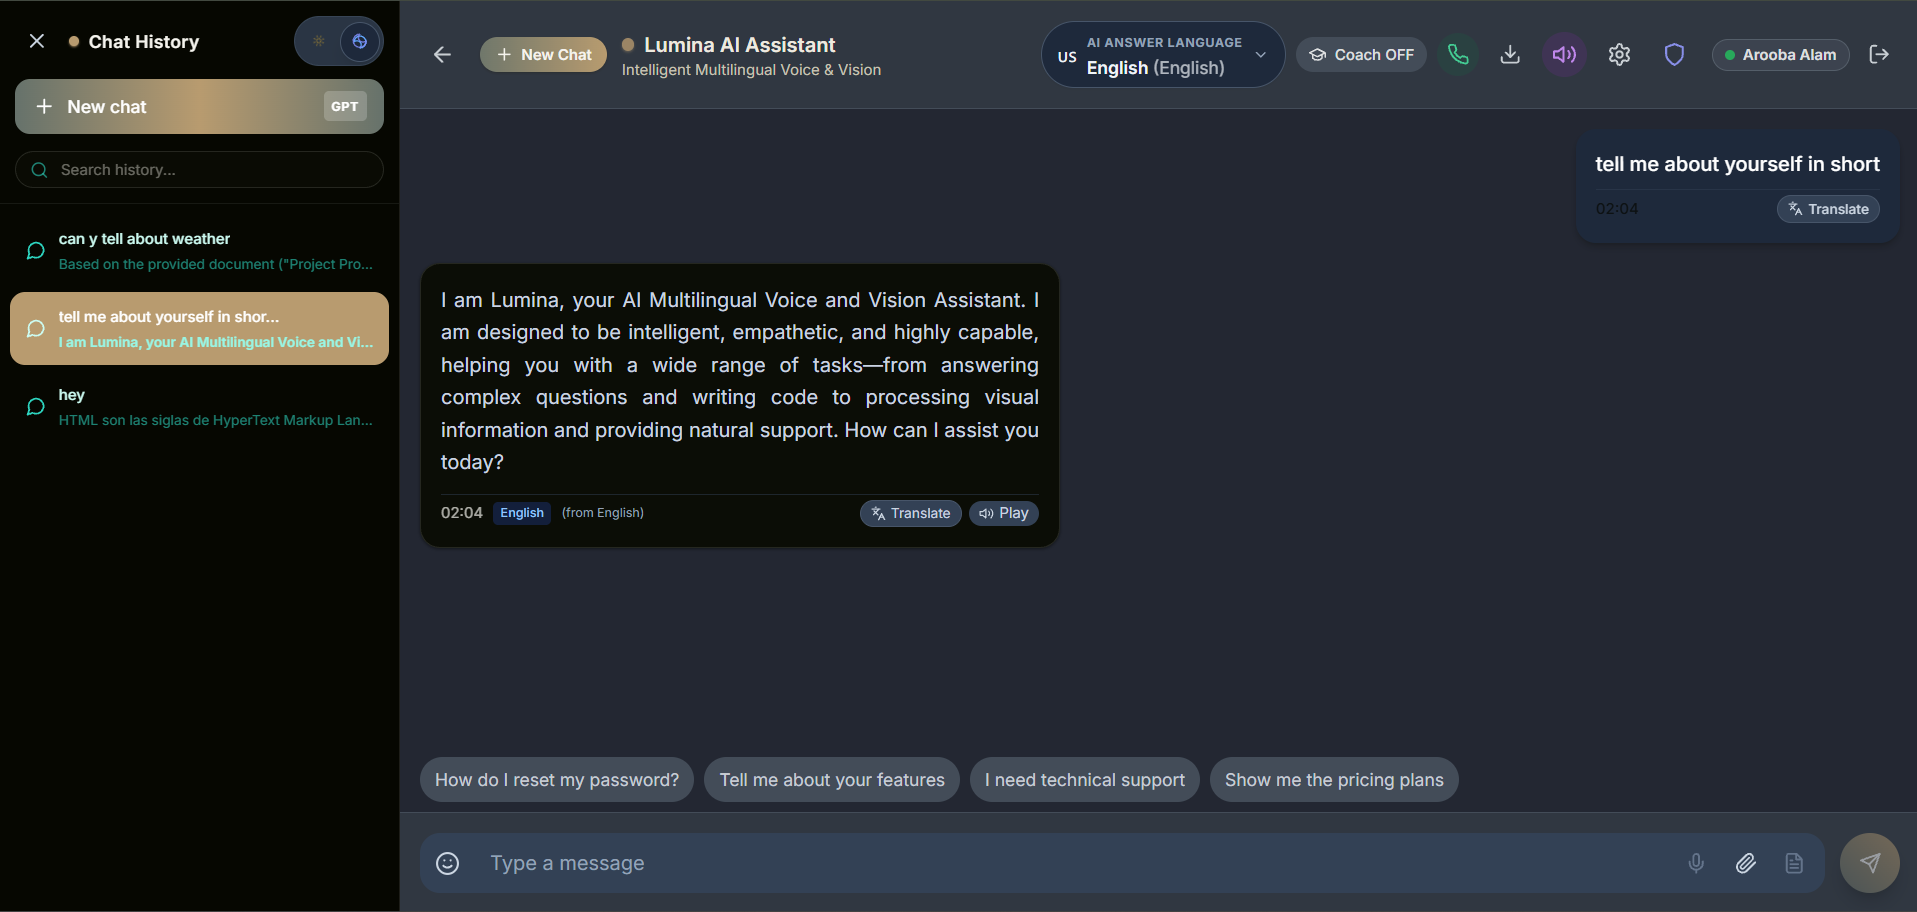 Chat History
New chat
GPT
Search history...
can y tell about weather
Based on the provided document ("Project Pro...
tell me about yourself in shor...
I am Lumina, your AI Multilingual Voice and Vi...
hey
HTML son las siglas de HyperText Markup Lan...
New Chat
Lumina AI Assistant
Intelligent Multilingual Voice & Vision
US
AI ANSWER LANGUAGE
English (English)
Coach OFF
Arooba Alam
tell me about yourself in short
02:04
Translate
I am Lumina, your AI Multilingual Voice and Vision Assistant. I
am designed to be intelligent, empathetic, and highly capable,
helping you with a wide range of tasks—from answering
complex questions and writing code to processing visual
information and providing natural support. How can I assist you
today?
02:04 English (from English)
Translate
Play
How do I reset my password?
Tell me about your features
I need technical support
Show me the pricing plans
Type a message